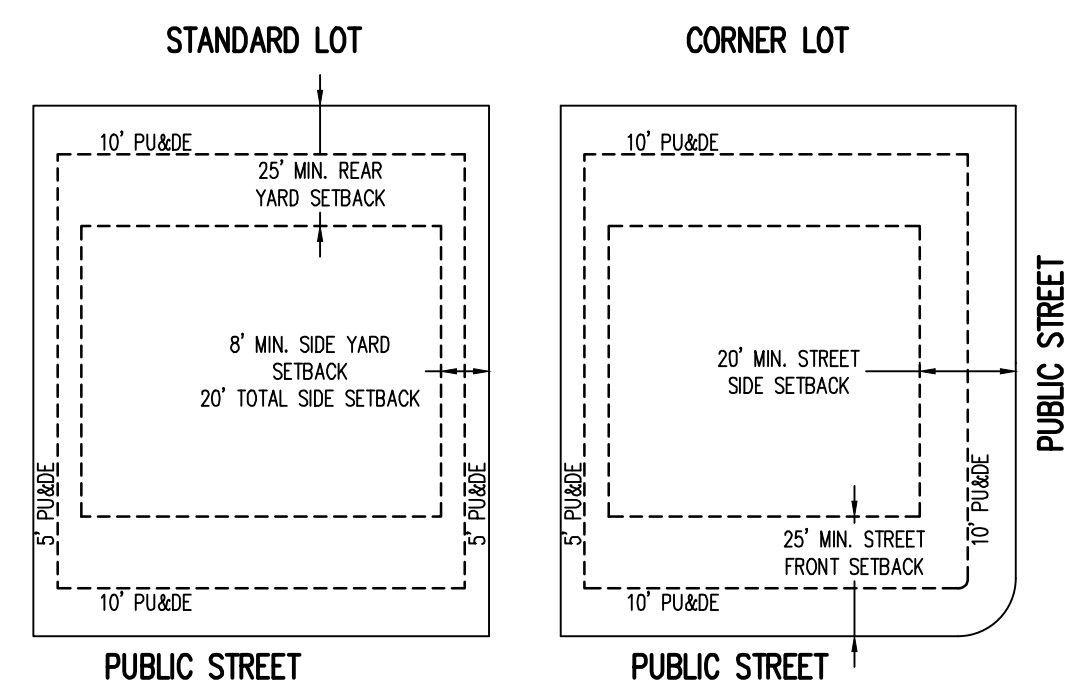 STANDARD LOT
10' PU&DE
25' MIN. REAR
YARD SETBACK
8' MIN. SIDE YARD
SETBACK
20' TOTAL SIDE SETBACK
5' PU&DE
5' PU&DE
10' PU&DE
PUBLIC STREET
CORNER LOT
10' PU&DE
20' MIN. STREET
SIDE SETBACK
PUBLIC STREET
5' PU&DE
10' PU&DE
25' MIN. STREET
FRONT SETBACK
10' PU&DE
PUBLIC STREET